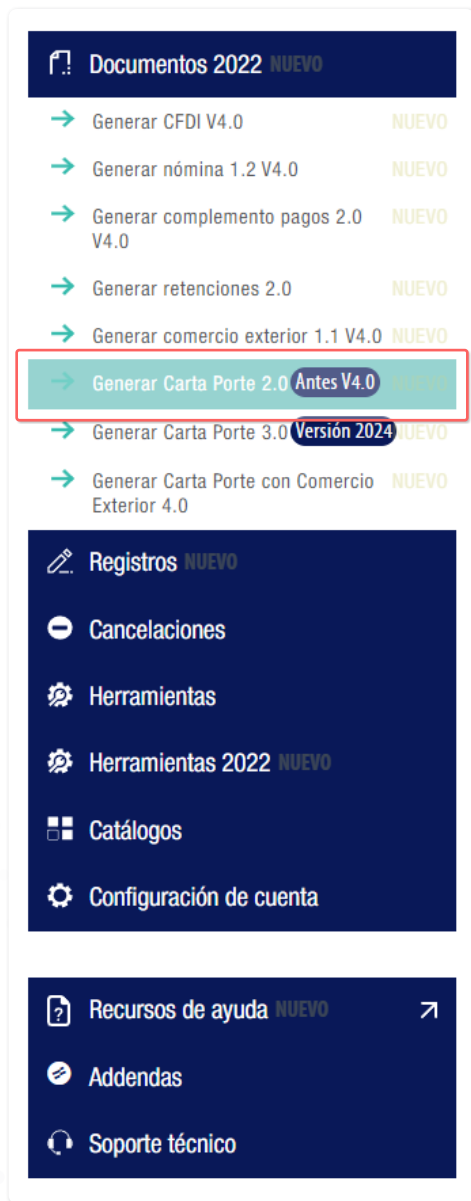 Documentos 2022 NUEVO
Generar CFDI V4.0 NUEVO
Generar nómina 1.2 V4.0 NUEVO
Generar complemento pagos 2.0 NUEVO
V4.0
Generar retenciones 2.0 NUEVO
Generar comercio exterior 1.1 V4.0 NUEVO
Generar Carta Porte 2.0 Antes V4.0 NUEVO
Generar Carta Porte 3.0 Versión 2024 NUEVO
Generar Carta Porte con Comercio NUEVO
Exterior 4.0
Registros NUEVO
Cancelaciones
Herramientas
Herramientas 2022 NUEVO
Catálogos
Configuración de cuenta
Recursos de ayuda NUEVO
Addendas
Soporte técnico